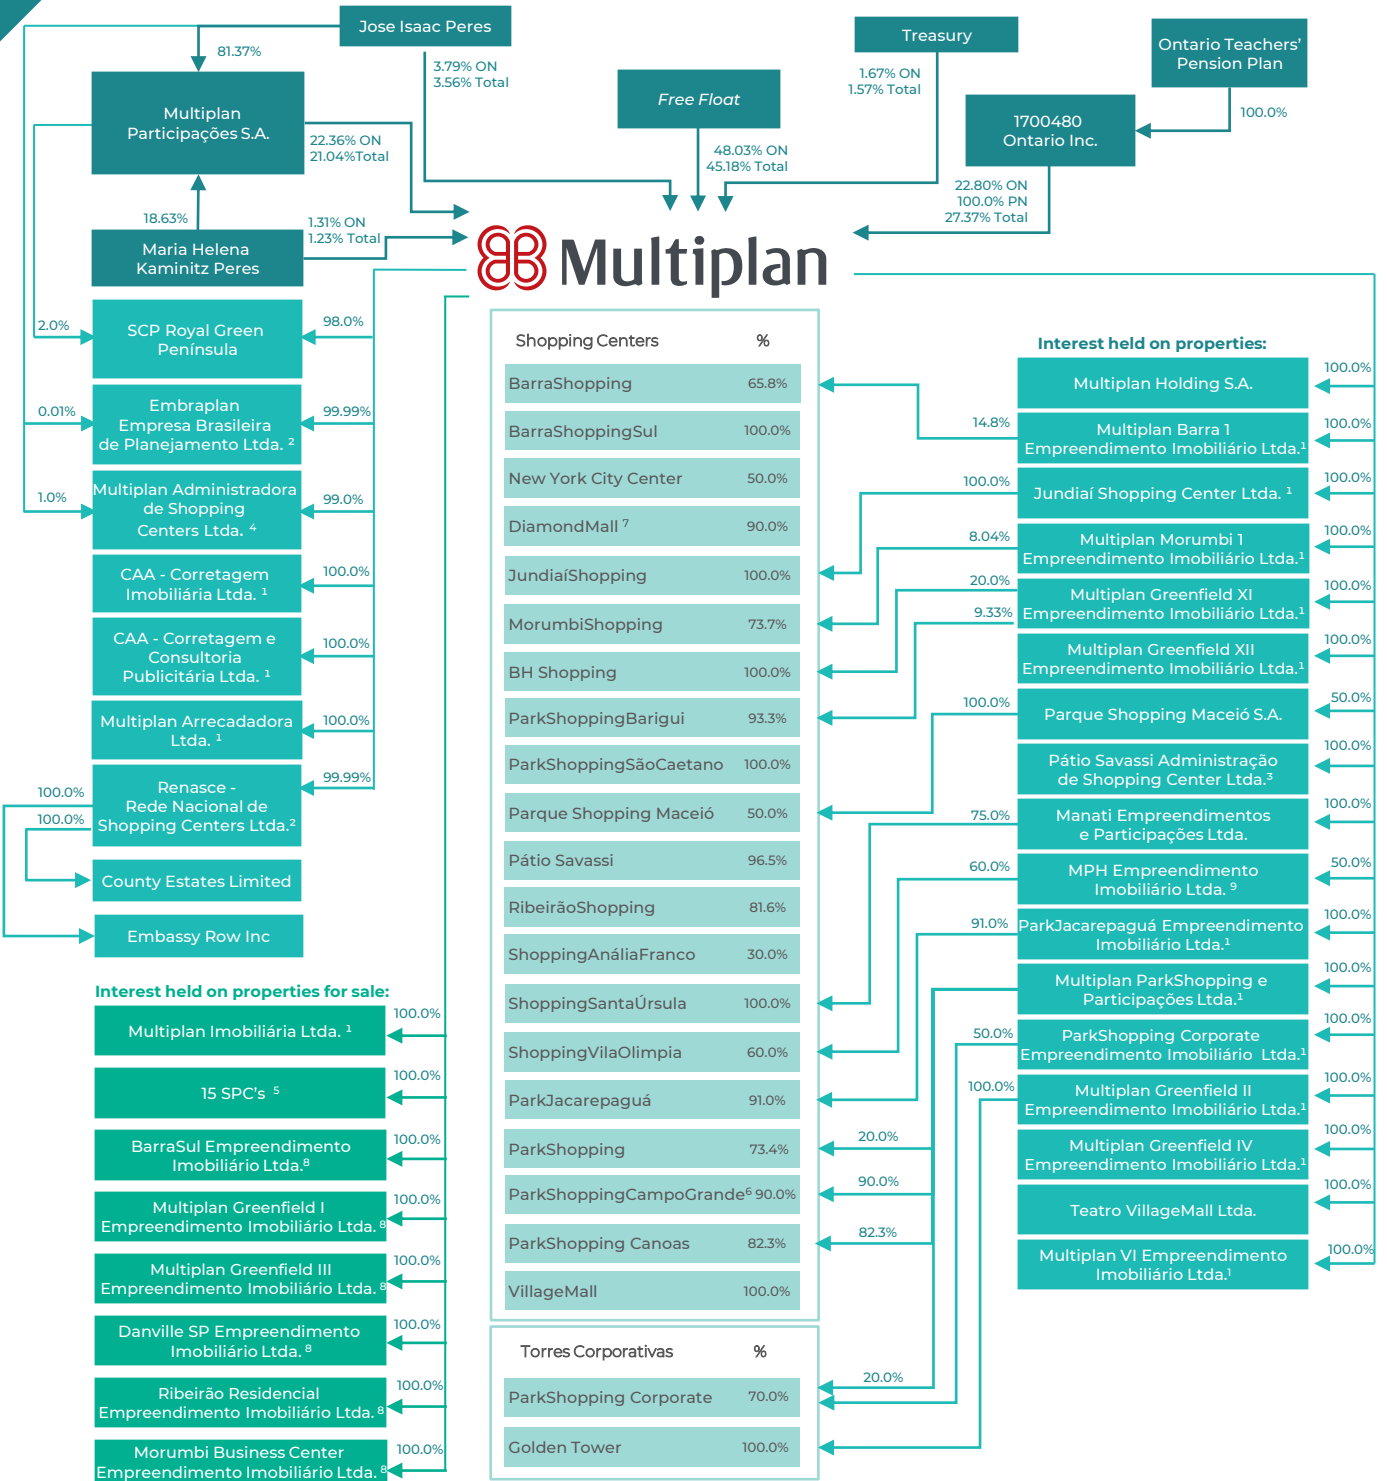 Jose Isaac Peres
81.37%
3.79% ON
3.56% Total
Treasury
1.67% ON
1.57% Total
Ontario Teachers'
Pension Plan
100.0%
Multiplan
Participações S.A.
22.36% ON
21.04%Total
Free Float
48.03% ON
45.18% Total
1700480
Ontario Inc.
22.80% ON
100.0% PN
27.37% Total
18.63%
Maria Helena
Kaminitz Peres
1.31% ON
1.23% Total
Multiplan
2.0%
SCP Royal Green
Península
98.0%
0.01%
Embraplan
Empresa Brasileira
de Planejamento Ltda. ²
99.99%
1.0%
Multiplan Administradora
de Shopping
Centers Ltda. ⁴
99.0%
CAA - Corretagem
Imobiliária Ltda. ¹
100.0%
CAA - Corretagem e
Consultoria
Publicitária Ltda. ¹
100.0%
Multiplan Arrecadadora
Ltda. ¹
100.0%
Renasce -
Rede Nacional de
Shopping Centers Ltda.²
99.99%
100.0%
100.0%
County Estates Limited
Embassy Row Inc
Interest held on properties for sale:
Multiplan Imobiliária Ltda. ¹
100.0%
15 SPC's ⁵
100.0%
BarraSul Empreendimento
Imobiliário Ltda.⁸
100.0%
Multiplan Greenfield I
Empreendimento Imobiliário Ltda. ⁸
100.0%
Multiplan Greenfield III
Empreendimento Imobiliário Ltda. ⁸
100.0%
Danville SP Empreendimento
Imobiliário Ltda. ⁸
100.0%
Ribeirão Residencial
Empreendimento Imobiliário Ltda. ⁸
100.0%
Morumbi Business Center
Empreendimento Imobiliário Ltda. ⁸
100.0%
Shopping Centers %
BarraShopping 65.8%
BarraShoppingSul 100.0%
New York City Center 50.0%
DiamondMall ⁷ 90.0%
JundiaíShopping 100.0%
MorumbiShopping 73.7%
BH Shopping 100.0%
ParkShoppingBarigui 93.3%
ParkShoppingSãoCaetano 100.0%
Parque Shopping Maceió 50.0%
Pátio Savassi 96.5%
RibeirãoShopping 81.6%
ShoppingAnáliaFranco 30.0%
ShoppingSantaÚrsula 100.0%
ShoppingVilaOlimpia 60.0%
ParkJacarepaguá 91.0%
ParkShopping 73.4%
ParkShoppingCampoGrande⁶ 90.0%
ParkShopping Canoas 82.3%
VillageMall 100.0%
Torres Corporativas %
ParkShopping Corporate 70.0%
Golden Tower 100.0%
Interest held on properties:
Multiplan Holding S.A.
100.0%
14.8%
Multiplan Barra 1
Empreendimento Imobiliário Ltda.¹
100.0%
100.0%
Jundiaí Shopping Center Ltda. ¹
100.0%
8.04%
Multiplan Morumbi 1
Empreendimento Imobiliário Ltda.¹
100.0%
20.0%
Multiplan Greenfield XI
Empreendimento Imobiliário Ltda.¹
100.0%
9.33%
Multiplan Greenfield XII
Empreendimento Imobiliário Ltda.¹
100.0%
100.0%
Parque Shopping Maceió S.A.
50.0%
Pátio Savassi Administração
de Shopping Center Ltda.³
100.0%
75.0%
Manati Empreendimentos
e Participações Ltda.
100.0%
60.0%
MPH Empreendimento
Imobiliário Ltda. ⁹
50.0%
91.0%
ParkJacarepaguá Empreendimento
Imobiliário Ltda.¹
100.0%
Multiplan ParkShopping e
Participações Ltda.¹
100.0%
50.0%
ParkShopping Corporate
Empreendimento Imobiliário Ltda.¹
100.0%
100.0%
Multiplan Greenfield II
Empreendimento Imobiliário Ltda.¹
100.0%
Multiplan Greenfield IV
Empreendimento Imobiliário Ltda.¹
100.0%
Teatro VillageMall Ltda.
100.0%
Multiplan VI Empreendimento
Imobiliário Ltda.¹
100.0%
20.0%
90.0%
82.3%
20.0%